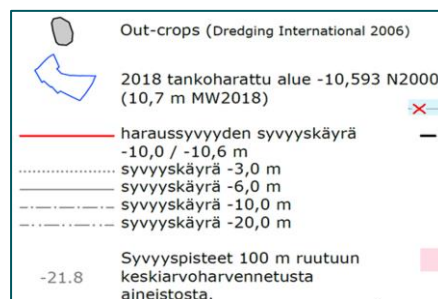 Out-crops (Dredging International 2006)
2018 tankoharattu alue -10,593 N2000
(10,7 m MW2018)
haraussyvyyden syvyyskäyrä
-10,0 / -10,6 m
syvyyskäyrä -3,0 m
syvyyskäyrä -6,0 m
syvyyskäyrä -10,0 m
syvyyskäyrä -20,0 m
Syvyyspisteet 100 m ruutuun
-21.8 keskiarvoharvennetusta
aineistosta.